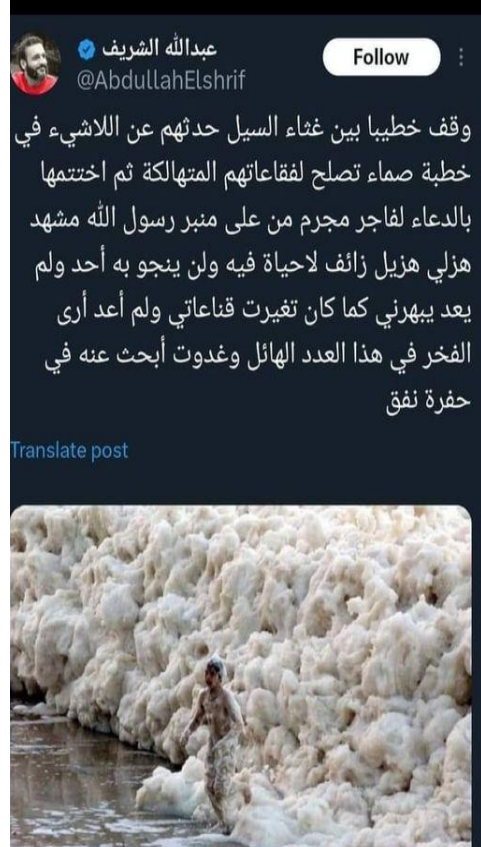 عبدالله الشريف
Follow
@AbdullahElshrif
وقف خطيبا بين غثاء السيل حدثهم عن اللاشيء في
خطبة صماء تصلح لفقاعاتهم المتهالكة ثم اختتمها
بالدعاء لفاجر مجرم من على منبر رسول الله مشهد
هزلي هزيل زائف لاحياة فيه ولن ينجو به أحد ولم
يعد يبهرني كما كان تغيرت قناعاتي ولم أعد أرى
الفخر في هذا العدد الهائل وغدوت أبحث عنه في
حفرة نفق
Translate post